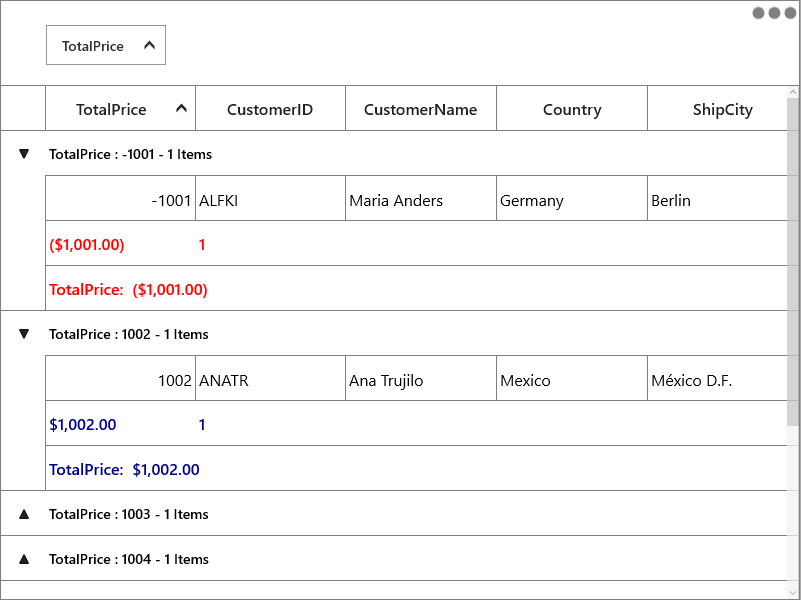 TotalPrice
TotalPrice CustomerID CustomerName Country ShipCity
TotalPrice : -1001 - 1 Items
-1001 ALFKI Maria Anders Germany Berlin
($1,001.00) 1
TotalPrice: ($1,001.00)
TotalPrice : 1002 - 1 Items
1002 ANATR Ana Trujilo Mexico México D.F.
$1,002.00 1
TotalPrice: $1,002.00
TotalPrice : 1003 - 1 Items
TotalPrice : 1004 - 1 Items